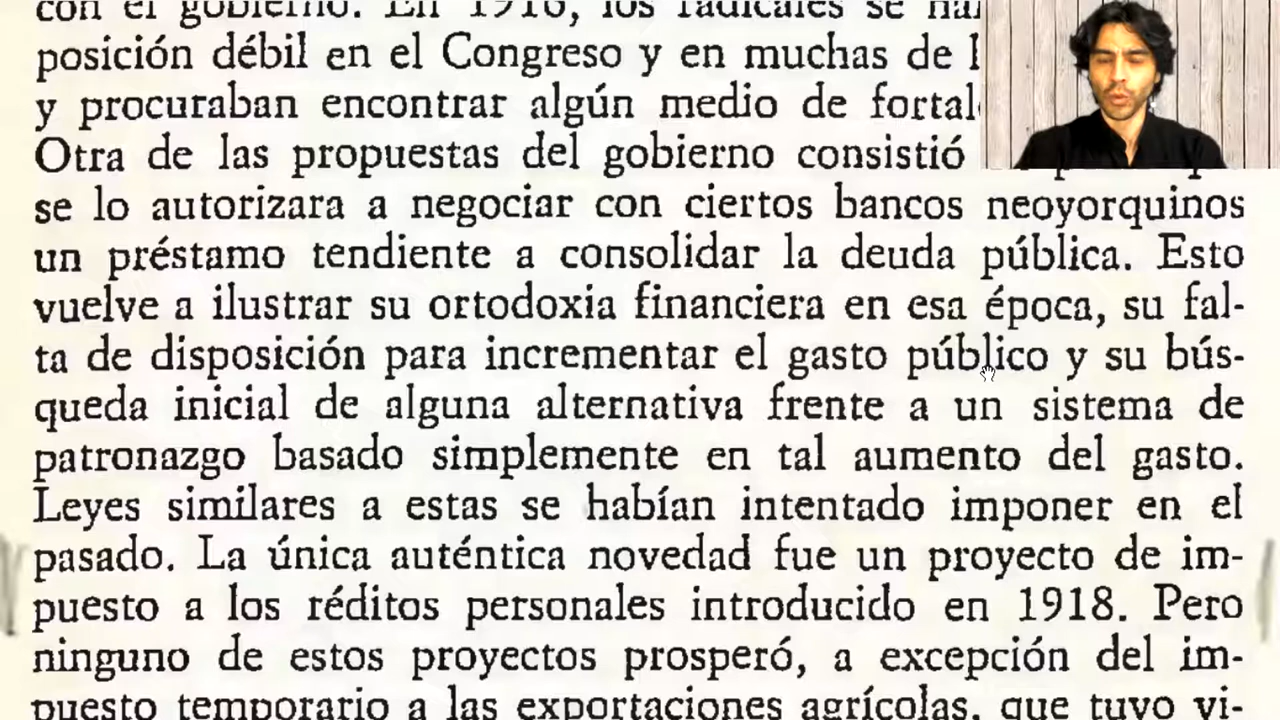 con el gobierno. En 1916, los radicales se
posición débil en el Congreso y en muchas de
y procuraban encontrar algún medio de
Otra de las propuestas del gobierno consistió
se lo autorizara a negociar con ciertos bancos neoyorquinos
un préstamo tendiente a consolidar la deuda pública. Esto
vuelve a ilustrar su ortodoxia financiera en esa época, su fal-
ta de disposición para incrementar el gasto público y su bús-
queda inicial de alguna alternativa frente a un sistema de
patronazgo basado simplemente en tal aumento del gasto.
Leyes similares a estas se habían intentado imponer en el
pasado. La única auténtica novedad fue un proyecto de im-
puesto a los réditos personales introducido en 1918. Pero
ninguno de estos proyectos prosperó, a excepción del im-
puesto temporario a las exportaciones agrícolas, que tuvo vi-